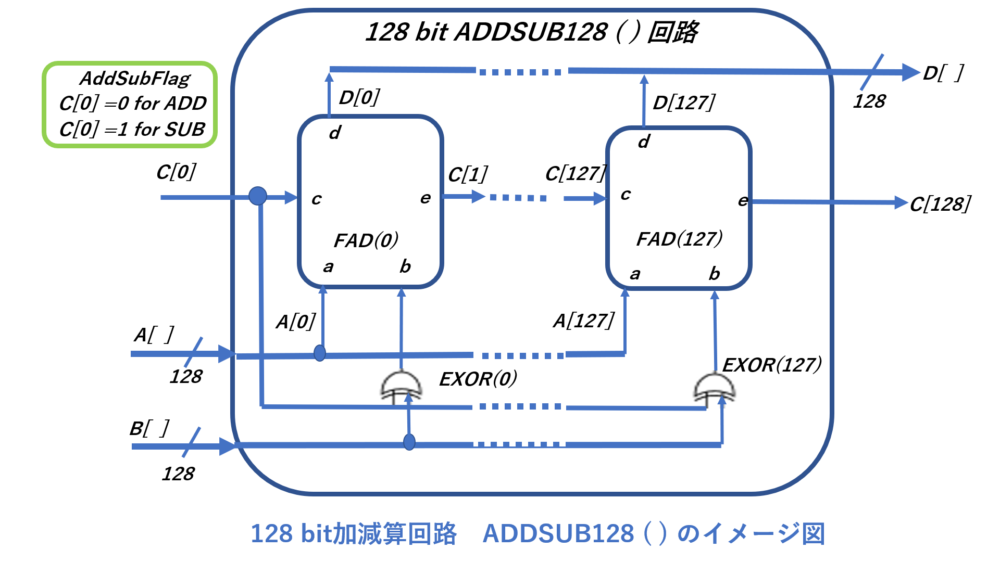 128 bit ADDSUB128 ( ) 回路
AddSubFlag
C[0] =0 for ADD
C[0] =1 for SUB
D[ ]
128
D[0]
D[127]
d
d
C[0]
C[1]
C[127]
c
e
c
e
C[128]
FAD(0)
FAD(127)
a
b
a
b
A[0]
A[127]
A[ ]
128
EXOR(0)
EXOR(127)
B[ ]
128
128 bit加減算回路　ADDSUB128 ( ) のイメージ図